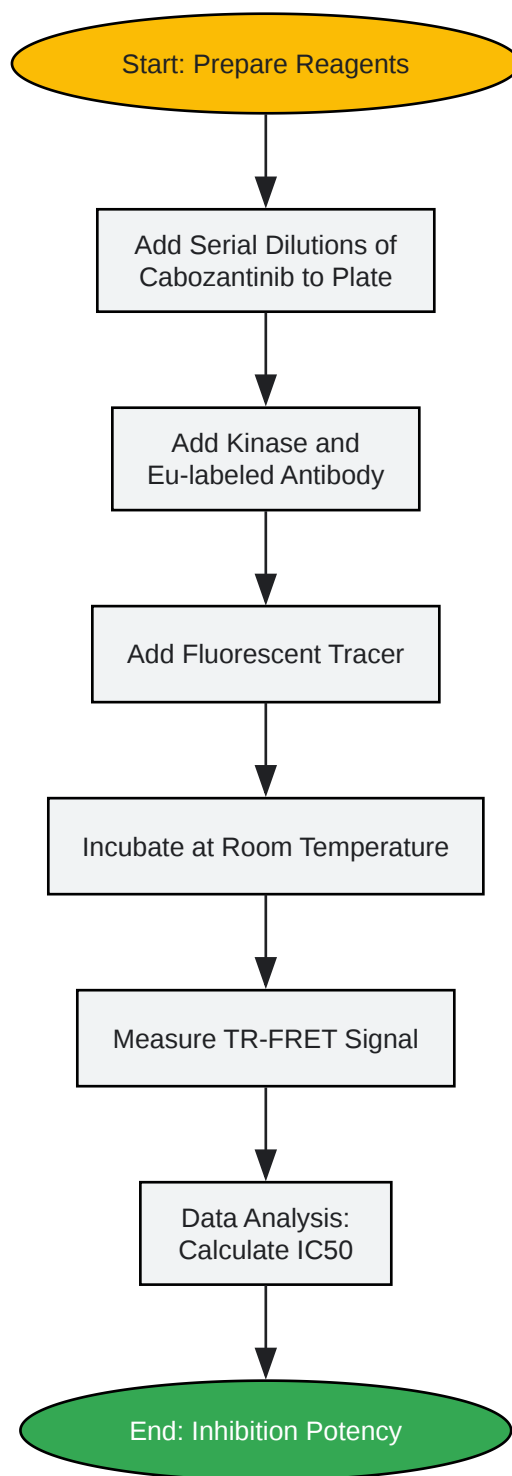 Start: Prepare Reagents
Add Serial Dilutions of
Cabozantinib to Plate
Add Kinase and
Eu-labeled Antibody
Add Fluorescent Tracer
Incubate at Room Temperature
Measure TR-FRET Signal
Data Analysis:
Calculate IC50
End: Inhibition Potency